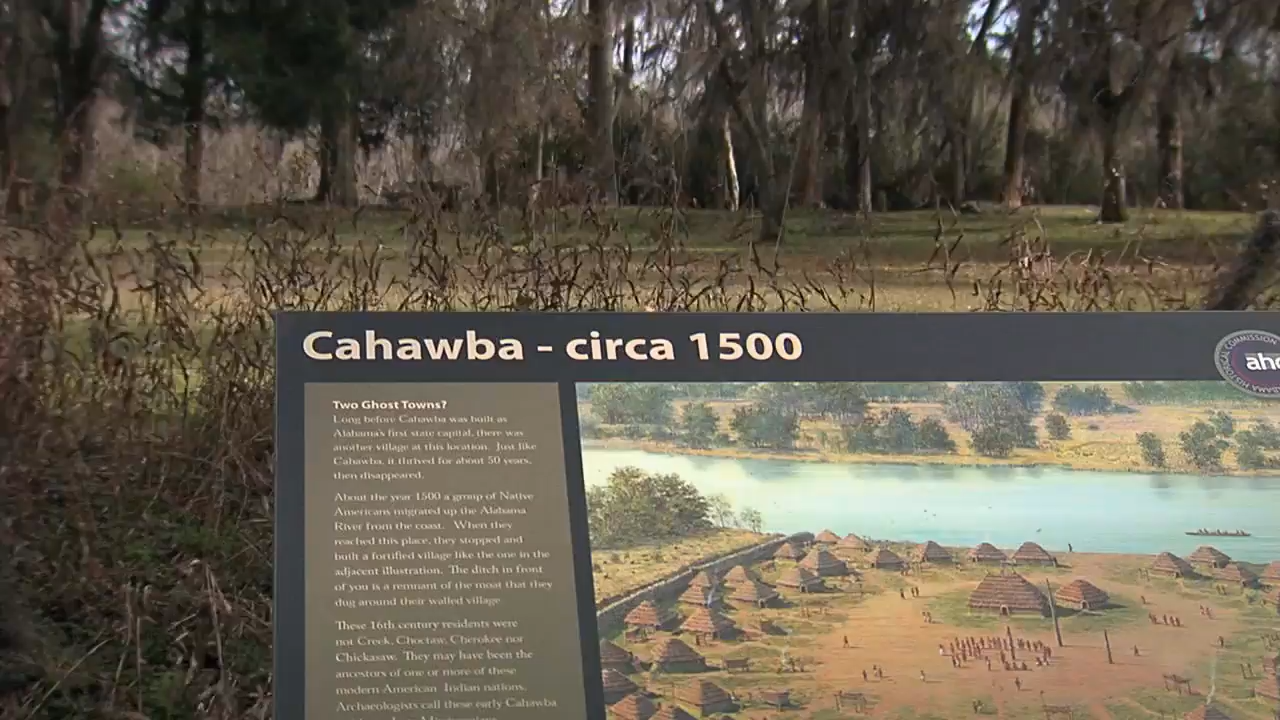 Cahawba - circa 1500
ahc
Two Ghost Towns?
Long before Cahawba was built as
Alabama's first state capital, there was
another village at this location. Just like
Cahawba, it thrived for about 50 years,
then disappeared.
About the year 1500 a group of Native
Americans migrated up the Alabama
River from the coast. When they
reached this place, they stopped and
built a fortified village like the one in the
adjacent illustration. The ditch in front
of you is a remnant of the moat that they
dug around their walled village.
These 16th century residents were
not Creek, Choctaw, Cherokee nor
Chickasaw. They may have been the
ancestors of one or more of these
modern American Indian nations.
Archaeologists call these early Cahawba